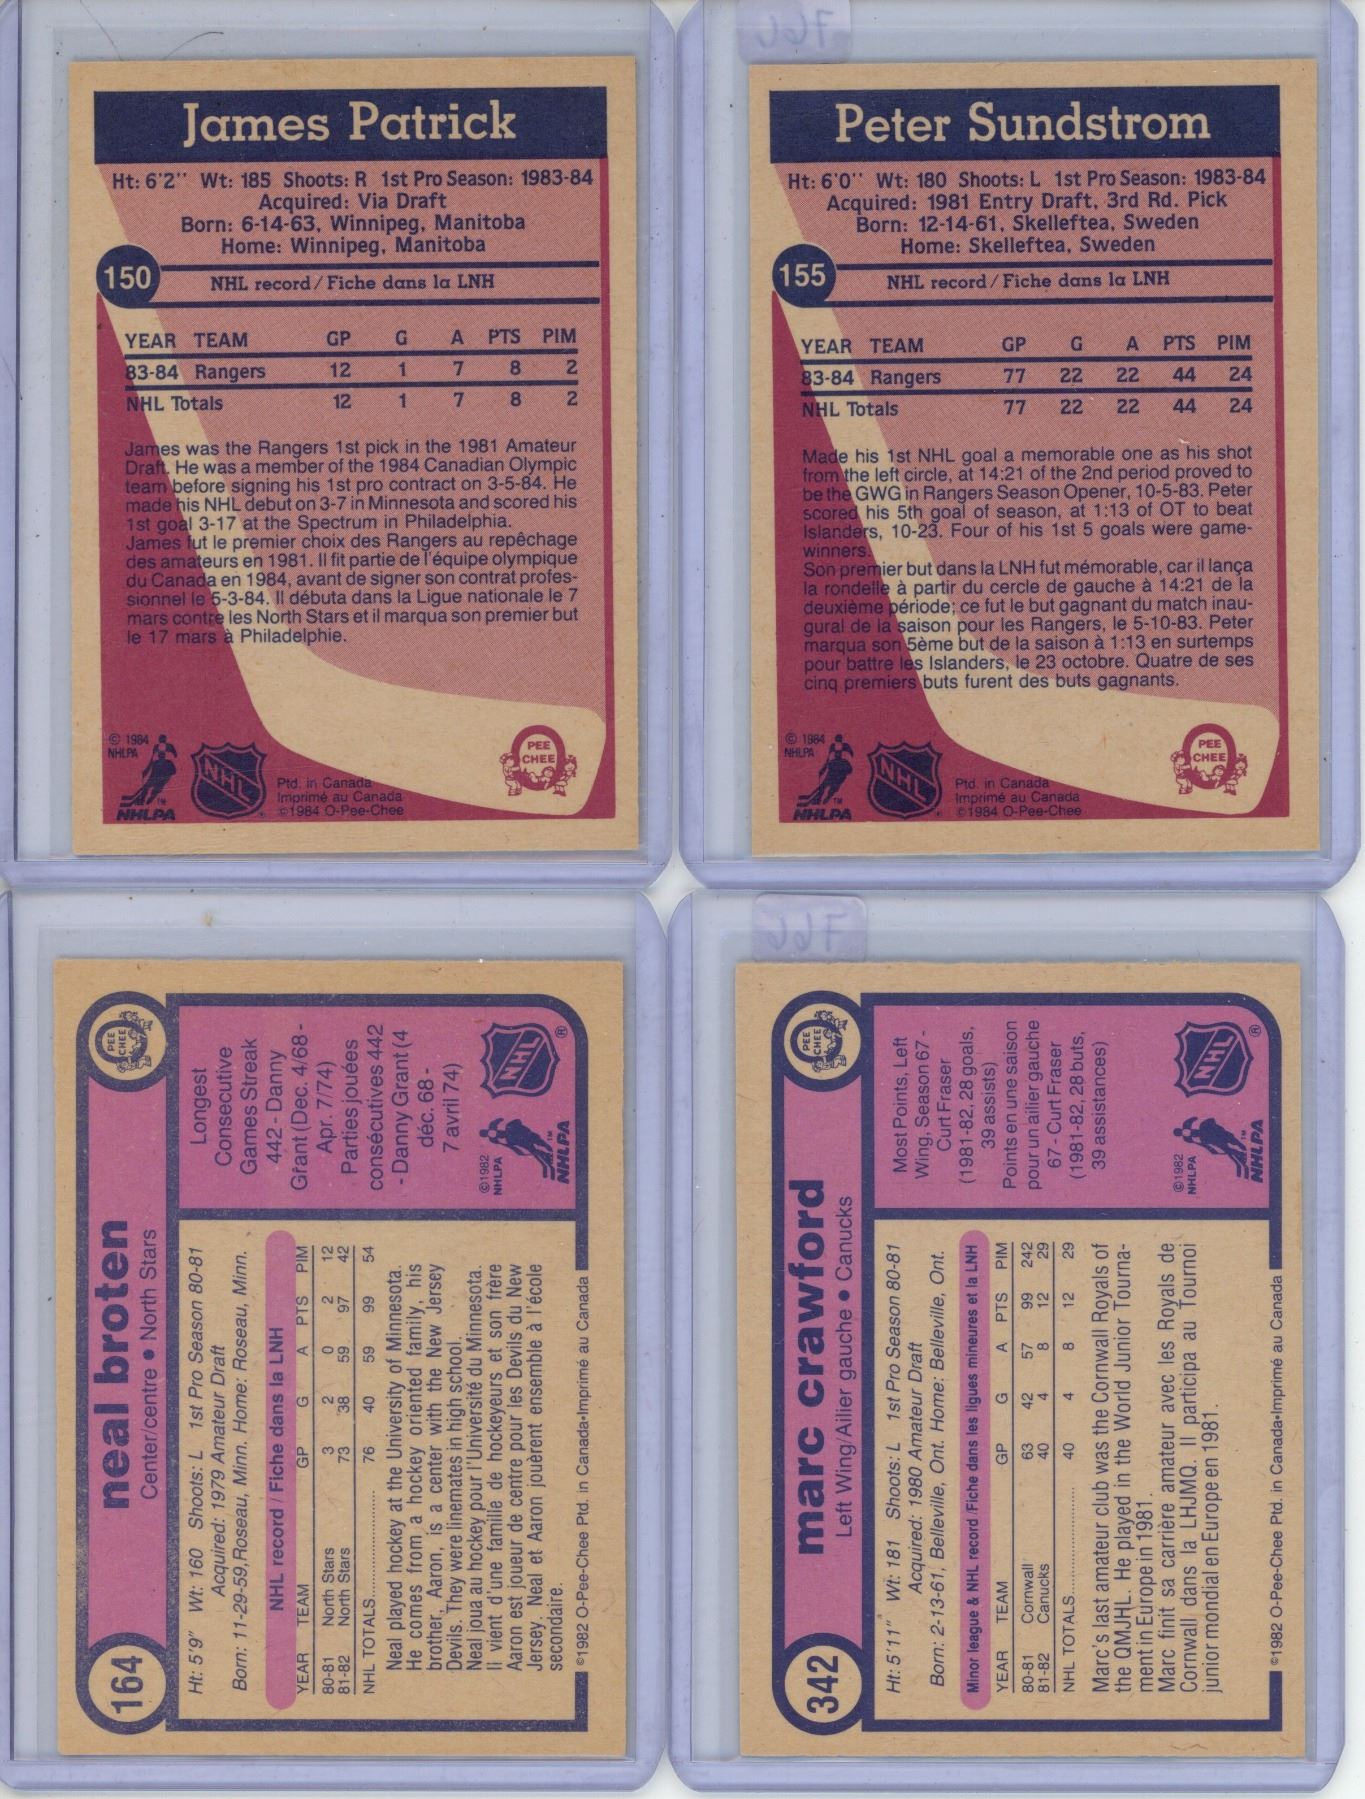 James Patrick
Ht: 6'2'' Wt: 185 Shoots: R 1st Pro Season: 1983-84
Acquired: Via Draft
Born: 6-14-63, Winnipeg, Manitoba
Home: Winnipeg, Manitoba
150
NHL record / Fiche dans la LNH
YEAR TEAM GP G A PTS PIM
83-84 Rangers 12 1 7 8 2
NHL Totals 12 1 7 8 2
James was the Rangers 1st pick in the 1981 Amateur
Draft. He was a member of the 1984 Canadian Olympic
team before signing his 1st pro contract on 3-5-84. He
made his NHL debut on 3-7 in Minnesota and scored his
1st goal 3-17 at the Spectrum in Philadelphia.
James fut le premier choix des Rangers au repêchage
des amateurs en 1981. Il fit partie de l'équipe olympique
du Canada en 1984, avant de signer son contrat profes-
sionnel le 5-3-84. Il débuta dans la Ligue nationale le 7
mars contre les North Stars et il marqua son premier but
le 17 mars à Philadelphie.
© 1984
NHLPA
NHLPA
TM
NHL
Ptd. in Canada
Imprimé au Canada
©1984 O-Pee-Chee
PEE
CHEE
Peter Sundstrom
Ht: 6'0'' Wt: 180 Shoots: L 1st Pro Season: 1983-84
Acquired: 1981 Entry Draft, 3rd Rd. Pick
Born: 12-14-61, Skelleftea, Sweden
Home: Skelleftea, Sweden
155
NHL record / Fiche dans la LNH
YEAR TEAM GP G A PTS PIM
83-84 Rangers 77 22 22 44 24
NHL Totals 77 22 22 44 24
Made his 1st NHL goal a memorable one as his shot
from the left circle, at 14:21 of the 2nd period proved to
be the GWG in Rangers Season Opener, 10-5-83. Peter
scored his 5th goal of season, at 1:13 of OT to beat
Islanders, 10-23. Four of his 1st 5 goals were game-
winners.
Son premier but dans la LNH fut mémorable, car il lança
la rondelle à partir du cercle de gauche à 14:21 de la
deuxième période; ce fut le but gagnant du match inau-
gural de la saison pour les Rangers, le 5-10-83. Peter
marqua son 5ème but de la saison à 1:13 en surtemps
pour battre les Islanders, le 23 octobre. Quatre de ses
cinq premiers buts furent des buts gagnants.
© 1984
NHLPA
NHLPA
TM
NHL
Ptd. in Canada
Imprimé au Canada
©1984 O-Pee-Chee
PEE
CHEE
164
neal broten
Center/centre • North Stars
PEE
CHEE
Ht: 5'9" Wt: 160 Shoots: L 1st Pro Season 80-81
Acquired: 1979 Amateur Draft
Born: 11-29-59, Roseau, Minn. Home: Roseau, Minn.
NHL record / Fiche dans la LNH
YEAR TEAM GP G A PTS PIM
80-81 North Stars 3 2 0 2 12
81-82 North Stars 73 38 59 97 42
NHL TOTALS........... 76 40 59 99 54
Neal played hockey at the University of Minnesota.
He comes from a hockey oriented family, his
brother, Aaron, is a center with the New Jersey
Devils. They were linemates in high school.
Neal joua au hockey pour l'Université du Minnesota.
Il vient d'une famille de hockeyeurs et son frère
Aaron est joueur de centre pour les Devils du New
Jersey. Neal et Aaron jouèrent ensemble à l'école
secondaire.
©1982 O-Pee-Chee Ptd. in Canada•Imprimé au Canada
Longest
Consecutive
Games Streak
442 - Danny
Grant (Dec. 4/68 -
Apr. 7/74)
Parties jouées
consécutives 442
- Danny Grant (4
déc. 68 -
7 avril 74)
©1982
NHLPA
NHLPA
TM
NHL
®
342
marc crawford
Left Wing/Ailier gauche • Canucks
PEE
CHEE
Ht: 5'11" Wt: 181 Shoots: L 1st Pro Season 80-81
Acquired: 1980 Amateur Draft
Born: 2-13-61, Belleville, Ont. Home: Belleville, Ont.
Minor league & NHL record /Fiche dans les ligues mineures et la LNH
YEAR TEAM GP G A PTS PIM
80-81 Cornwall 63 42 57 99 242
81-82 Canucks 40 4 8 12 29
NHL TOTALS........... 40 4 8 12 29
Marc's last amateur club was the Cornwall Royals of
the QMJHL. He played in the World Junior Tourna-
ment in Europe in 1981.
Marc finit sa carrière amateur avec les Royals de
Cornwall dans la LHJMQ. Il participa au Tournoi
junior mondial en Europe en 1981.
©1982 O-Pee-Chee Ptd. in Canada•Imprimé au Canada
Most Points, Left
Wing, Season 67 -
Curt Fraser
(1981-82, 28 goals,
39 assists)
Points en une saison
pour un ailier gauche
67 - Curt Fraser
(1981-82, 28 buts,
39 assistances)
©1982
NHLPA
NHLPA
TM
NHL
®